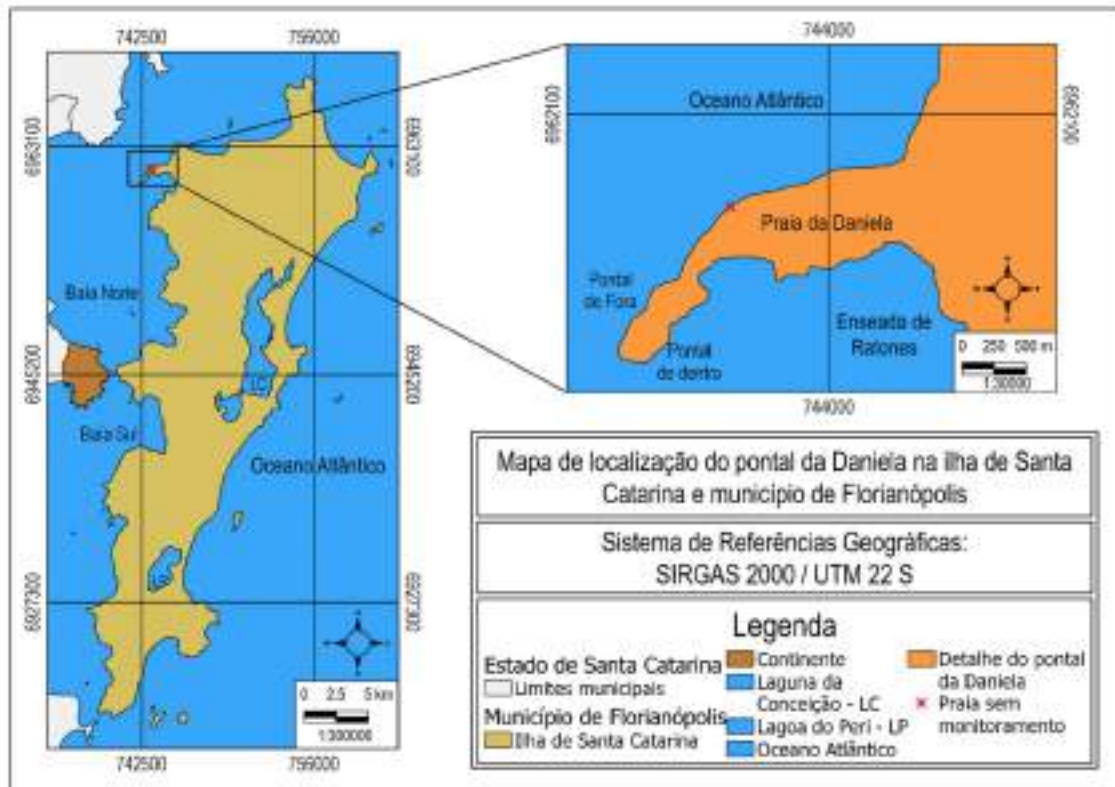 742500
756000
6963100
6963100
Baía Norte
6945200
6945200
LC
Baía Sul
Oceano Atlântico
6927300
6927300
0 2.5 5 km
1:300000
742500
756000
744000
6962100
6962100
Oceano Atlântico
Praia da Daniela
Pontal
de Fora
Pontal
de dentro
Enseada de
Ratones
0 250 500 m
1:30000
744000
Mapa de localização do pontal da Daniela na ilha de Santa
Catarina e município de Florianópolis
Sistema de Referências Geográficas:
SIRGAS 2000 / UTM 22 S
Legenda
Estado de Santa Catarina
Limites municipais
Município de Florianópolis
Ilha de Santa Catarina
Continente
Laguna da
Conceição - LC
Lagoa do Peri - LP
Oceano Atlântico
Detalhe do pontal
da Daniela
Praia sem
monitoramento